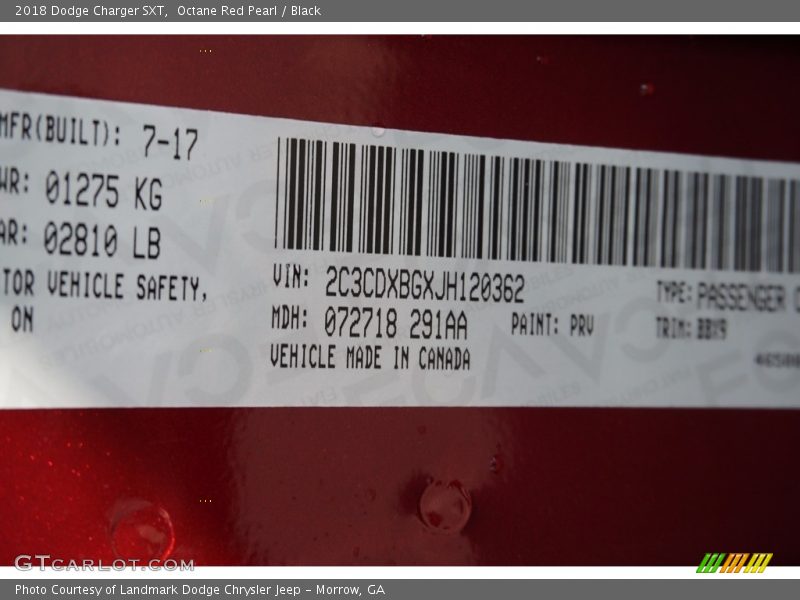 2018 Dodge Charger SXT,  Octane Red Pearl / Black
MFR(BUILT): 7-17
WR: 01275 KG
AR: 02810 LB
TOR VEHICLE SAFETY,
ON
VIN: 2C3CDXBGXJH120362
MDH: 072718 291AA
VEHICLE MADE IN CANADA
PAINT: PRV
TYPE: PASSENGER
TRIM: BBX9
GTCARLOT.COM
Photo Courtesy of Landmark Dodge Chrysler Jeep – Morrow, GA